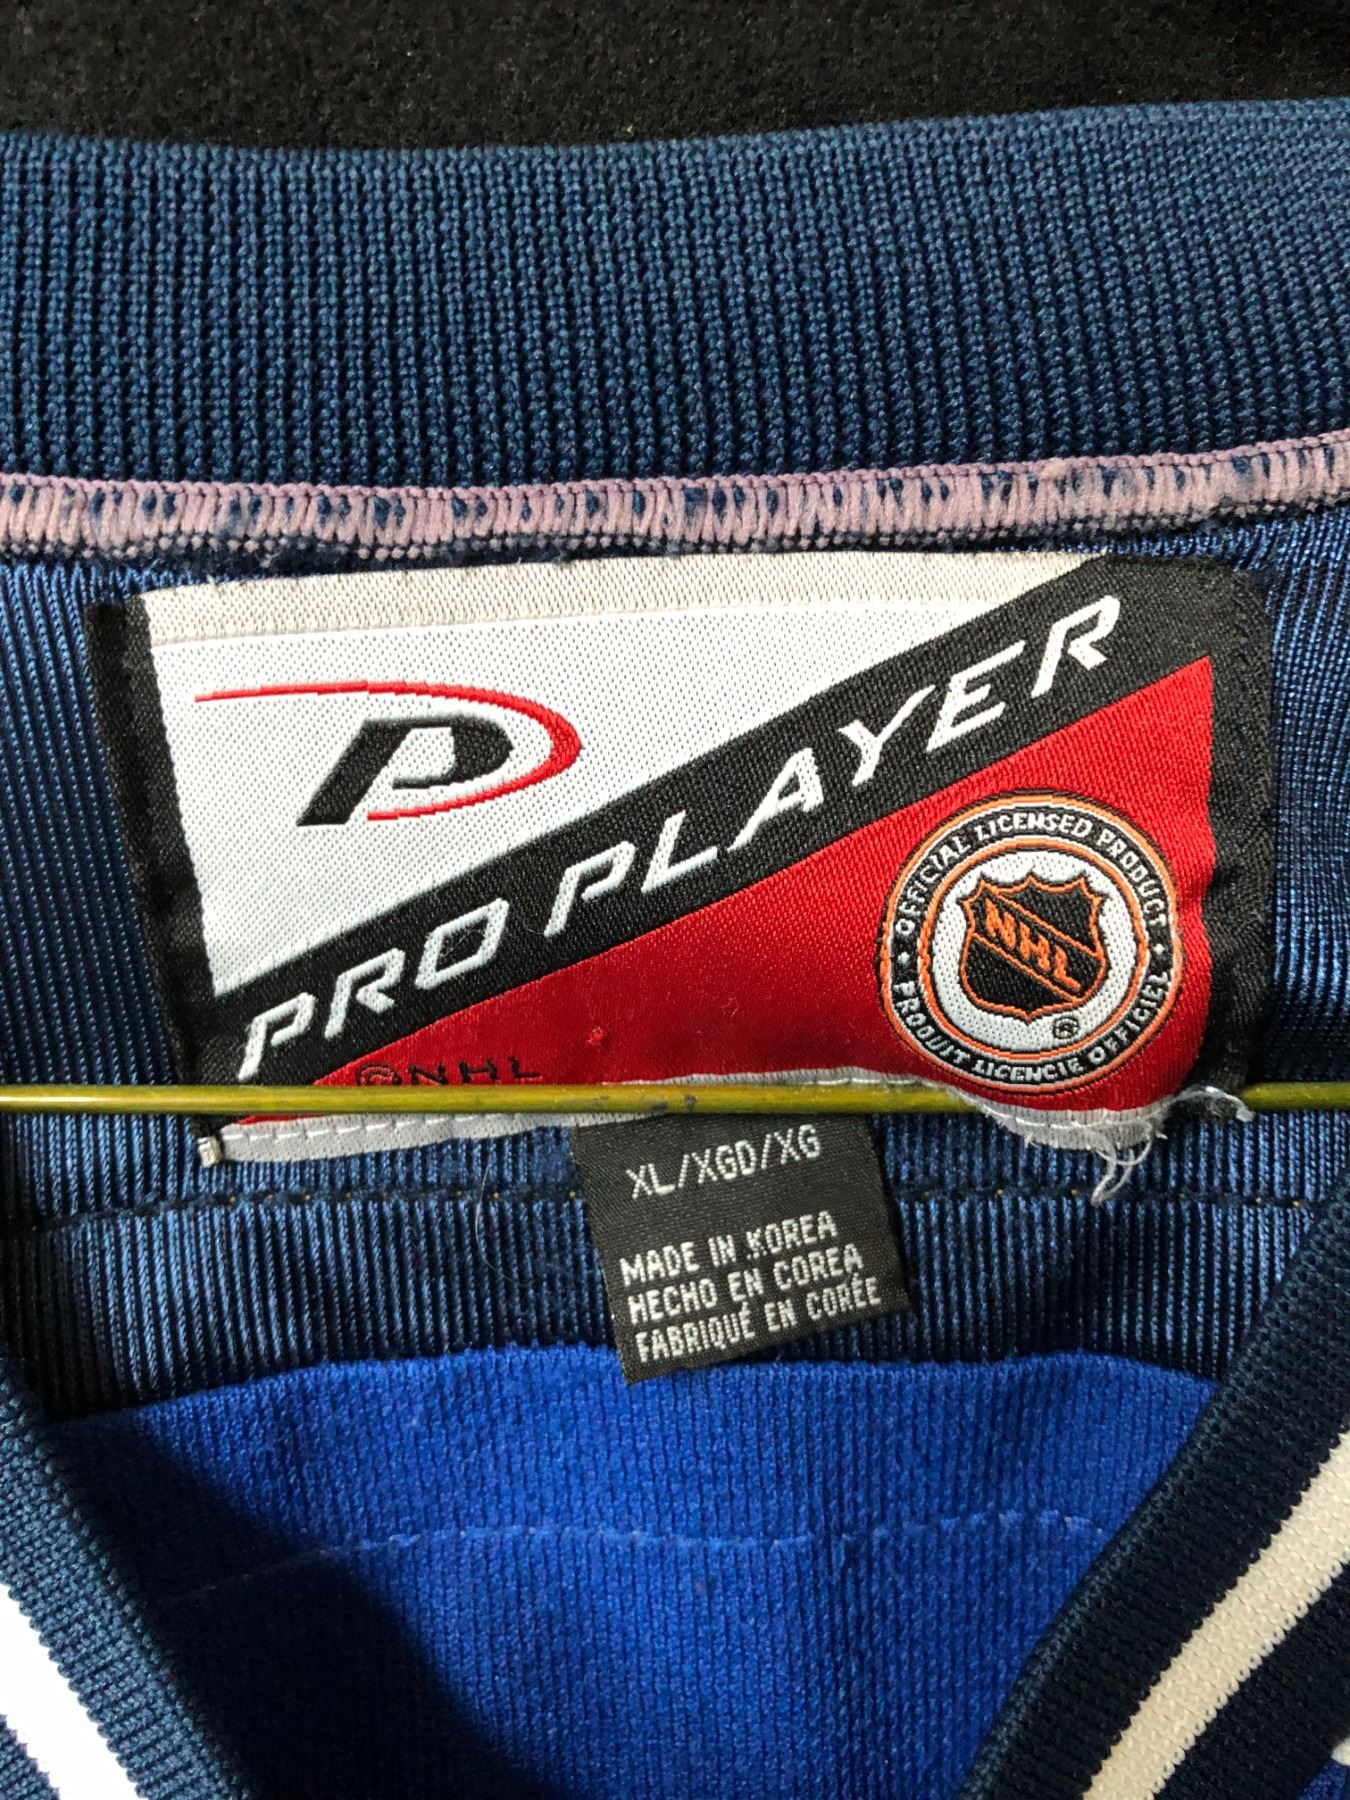 P
PRO PLAYER
OFFICIAL LICENSED PRODUCT
NHL
®
PRODUIT LICENCIE OFFICIEL
©NHL
XL/XGD/XG
MADE IN KOREA
HECHO EN COREA
FABRIQUÉ EN CORÉE